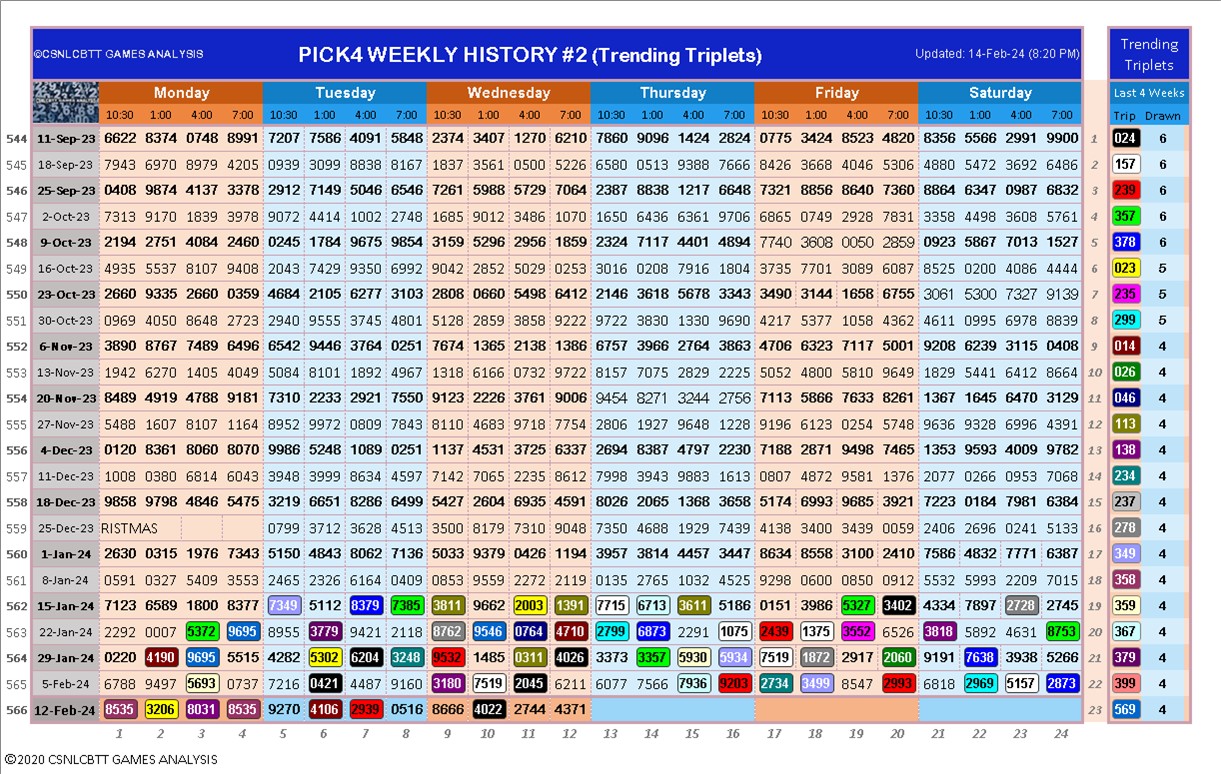 ©CSNLCBTT GAMES ANALYSIS PICK4 WEEKLY HISTORY #2 (Trending Triplets) Updated: 14-Feb-24 (8:20 PM) Trending Triplets
Monday Tuesday Wednesday Thursday Friday Saturday Last 4 Weeks
10:30 1:00 4:00 7:00 10:30 1:00 4:00 7:00 10:30 1:00 4:00 7:00 10:30 1:00 4:00 7:00 10:30 1:00 4:00 7:00 10:30 1:00 4:00 7:00 Trip Drawn
544 11-Sep-23 6622 8374 0748 8991 7207 7586 4091 5848 2374 3407 1270 6210 7860 9096 1424 2824 0775 3424 8523 4820 8356 5566 2991 9900 1 024 6
545 18-Sep-23 7943 6970 8979 4205 0939 3099 8838 8167 1837 3561 0500 5226 6580 0513 9380 7666 8426 3668 4046 5306 4880 5472 3692 6486 2 157 6
546 25-Sep-23 0408 9874 4137 3378 2912 7149 5046 6546 7261 5988 5729 7064 2387 8838 1217 6648 7321 8856 8640 7360 8864 6347 0987 6832 3 239 6
547 2-Oct-23 7313 9170 1839 3978 9072 4414 1002 2748 1685 9012 3486 1070 1650 6436 6361 9706 6865 0749 2928 7831 3358 4498 3608 5761 4 357 6
548 9-Oct-23 2194 2751 4084 2460 0245 1784 9675 9854 3159 5296 2956 1859 2324 7117 4401 4894 7740 3608 0050 2859 0923 5867 7013 1527 5 378 6
549 16-Oct-23 4935 5537 8107 9408 2043 7429 9350 6992 9042 2852 5029 0253 3016 0208 7916 1804 3735 7701 3089 6087 8525 0200 4086 4444 6 023 5
550 23-Oct-23 2660 9335 2660 0359 4684 2105 6277 3103 2808 0660 5498 6412 2146 3618 5678 3343 3490 3144 1658 6755 3061 5300 7327 9139 7 235 5
551 30-Oct-23 0969 4050 8648 2723 2940 9555 3745 4801 5128 2859 3858 9222 9722 3830 1330 9690 4217 5377 1058 4362 4611 0995 6978 8839 8 299 5
552 6-Nov-23 3890 8767 7489 6496 6542 9446 3764 0251 7674 1365 2138 1386 6757 3966 2764 3863 4706 6323 7117 5001 9208 6239 3115 0408 9 014 4
553 13-Nov-23 1942 6270 1405 4049 5084 8101 1892 4967 1318 6166 0732 9722 8157 7075 2829 2225 5052 4800 5810 9649 1829 5441 6412 8664 10 026 4
554 20-Nov-23 8489 4919 4788 9181 7310 2233 2921 7550 9123 2226 3761 9006 9454 8271 3244 2756 7113 5866 7633 8261 1367 1645 6470 3129 11 046 4
555 27-Nov-23 5488 1607 8107 1164 8952 9972 0809 7843 8110 4683 9718 7754 2806 1927 9648 1228 9196 6123 0254 5748 9636 9328 6996 4391 12 113 4
556 4-Dec-23 0120 8361 8060 8070 9986 5248 1089 0251 1137 4531 3725 6337 2694 8387 4797 2230 7188 2871 9498 7465 1353 9593 4009 9782 13 138 4
557 11-Dec-23 1008 0380 6814 6043 3948 3999 8634 4597 7142 7065 2235 8612 7998 3943 9883 1613 0807 4872 9581 1376 2077 0266 0953 7068 14 234 4
558 18-Dec-23 9858 9798 4846 5475 3219 6651 8286 6499 5427 2604 6935 4591 8026 2065 1368 3658 5174 6993 9685 3921 7223 0184 7981 6384 15 237 4
559 25-Dec-23 RISTMAS 0799 3712 3628 4513 3500 8179 7310 9048 7350 4688 1929 7439 4138 3400 3439 0059 2406 2696 0241 5133 16 278 4
560 1-Jan-24 2630 0315 1976 7343 5150 4843 8062 7136 5033 9379 0426 1194 3957 3814 4457 3447 8634 8558 3100 2410 7586 4832 7771 6387 17 349 4
561 8-Jan-24 0591 0327 5409 3553 2465 2326 6164 0409 0853 9559 2272 2119 0135 2765 1032 4525 9298 0600 0850 0912 5532 5993 2209 7015 18 358 4
562 15-Jan-24 7123 6589 1800 8377 7349 5112 8379 7385 3811 9662 2003 1391 7715 6713 3611 5186 0151 3986 5327 3402 4334 7897 2728 2745 19 359 4
563 22-Jan-24 2292 0007 5372 9695 8955 3779 9441 2118 8762 9546 0764 4710 2799 6873 2291 1075 2439 1375 3552 6526 3818 5892 4631 8753 20 367 4
564 29-Jan-24 0220 4190 9695 5515 4282 5302 6204 3248 9532 1485 0311 4026 3373 3357 5930 5934 7519 1872 2917 2060 9191 7638 3938 5266 21 379 4
565 5-Feb-24 6788 9497 5693 0737 7216 0421 4487 9160 3180 7519 2045 6211 6077 7566 7936 9203 2734 3499 8547 2993 6818 2969 5157 2873 22 399 4
566 12-Feb-24 8535 3206 8031 8535 9270 4106 2939 0516 8666 4022 2744 4371 23 569 4
1 2 3 4 5 6 7 8 9 10 11 12 13 14 15 16 17 18 19 20 21 22 23 24
©2020 CSNLCBTT GAMES ANALYSIS